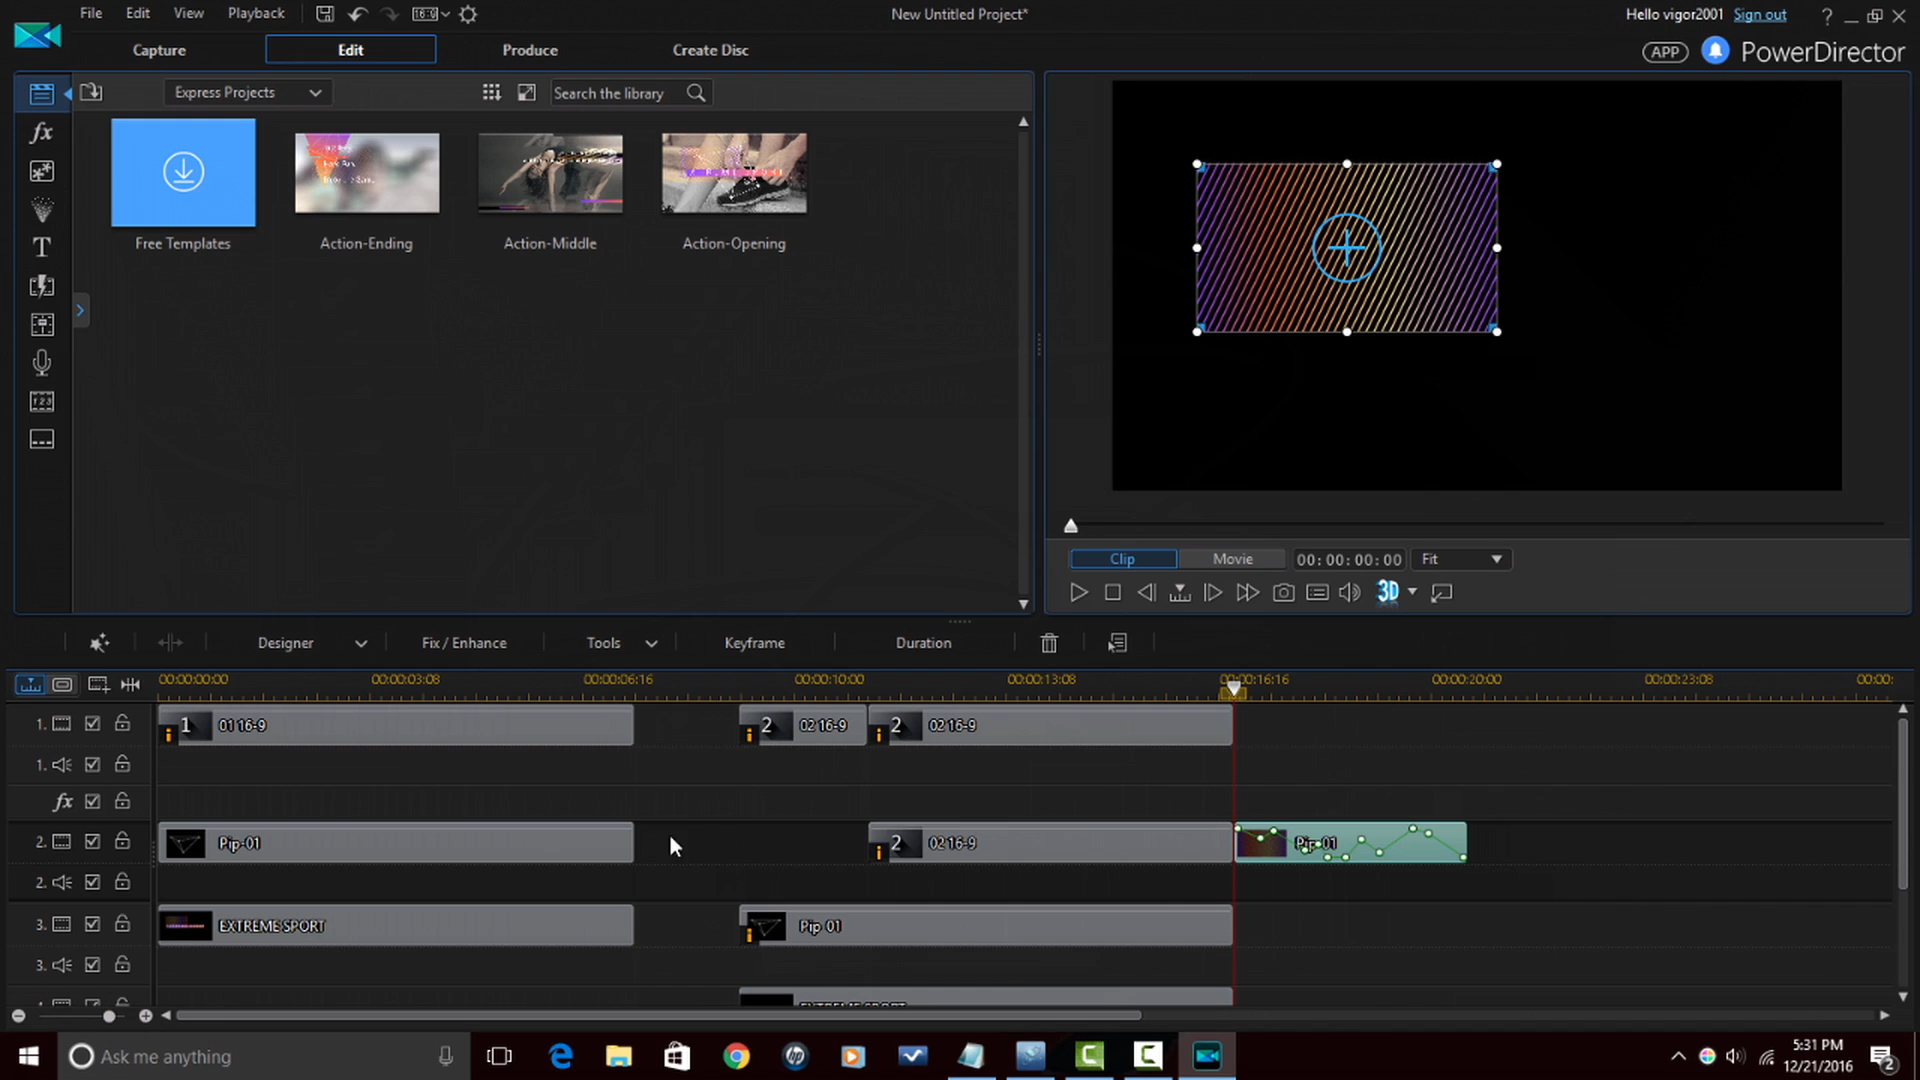 File Edit View Playback 16:9 New Untitled Project* Hello vigor2001 Sign out ?
Capture Edit Produce Create Disc APP PowerDirector
Express Projects Search the library
fx
T
Free Templates Action-Ending Action-Middle Action-Opening
123
Clip Movie 00:00:00:00 Fit
3D
Designer Fix / Enhance Tools Keyframe Duration
00:00:00:00 00:00:03:08 00:00:06:16 00:00:10:00 00:00:13:08 00:00:16:16 00:00:20:00 00:00:23:08 00:00:
1. i 1 01 16-9 i 2 02 16-9 i 2 02 16-9
1.
fx
2. Pip-01 i 2 02 16-9 Pip-01
2.
3. EXTREME SPORT i Pip-01
3.
EXTREME SPORT
Ask me anything hp 5:31 PM
12/21/2016 2